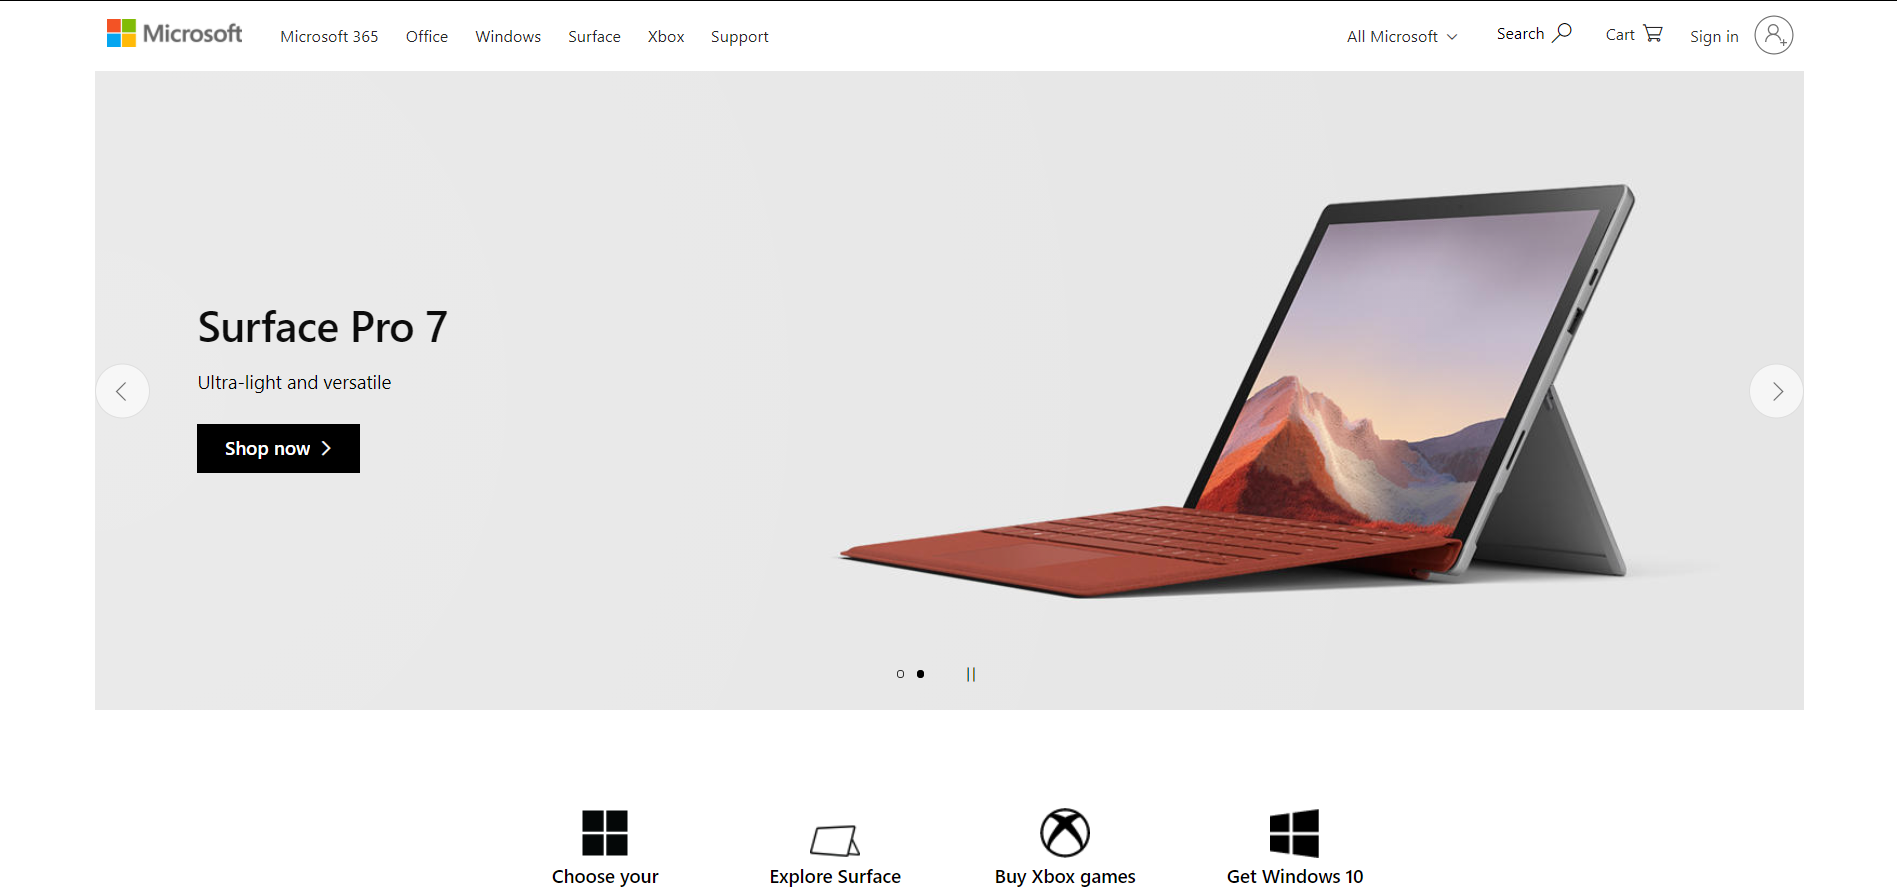 Microsoft
Microsoft 365 Office Windows Surface Xbox Support
All Microsoft Search Cart Sign in
Surface Pro 7
Ultra-light and versatile
Shop now
Choose your Explore Surface Buy Xbox games Get Windows 10